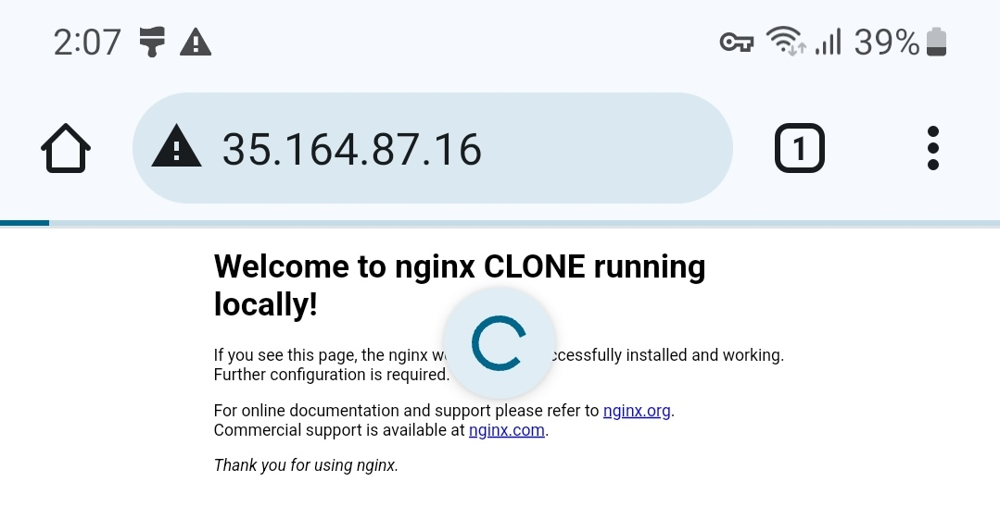 2:07 39%
35.164.87.16 1
Welcome to nginx CLONE running
locally!
If you see this page, the nginx ccessfully installed and working.
Further configuration is required.
For online documentation and support please refer to nginx.org.
Commercial support is available at nginx.com.
Thank you for using nginx.